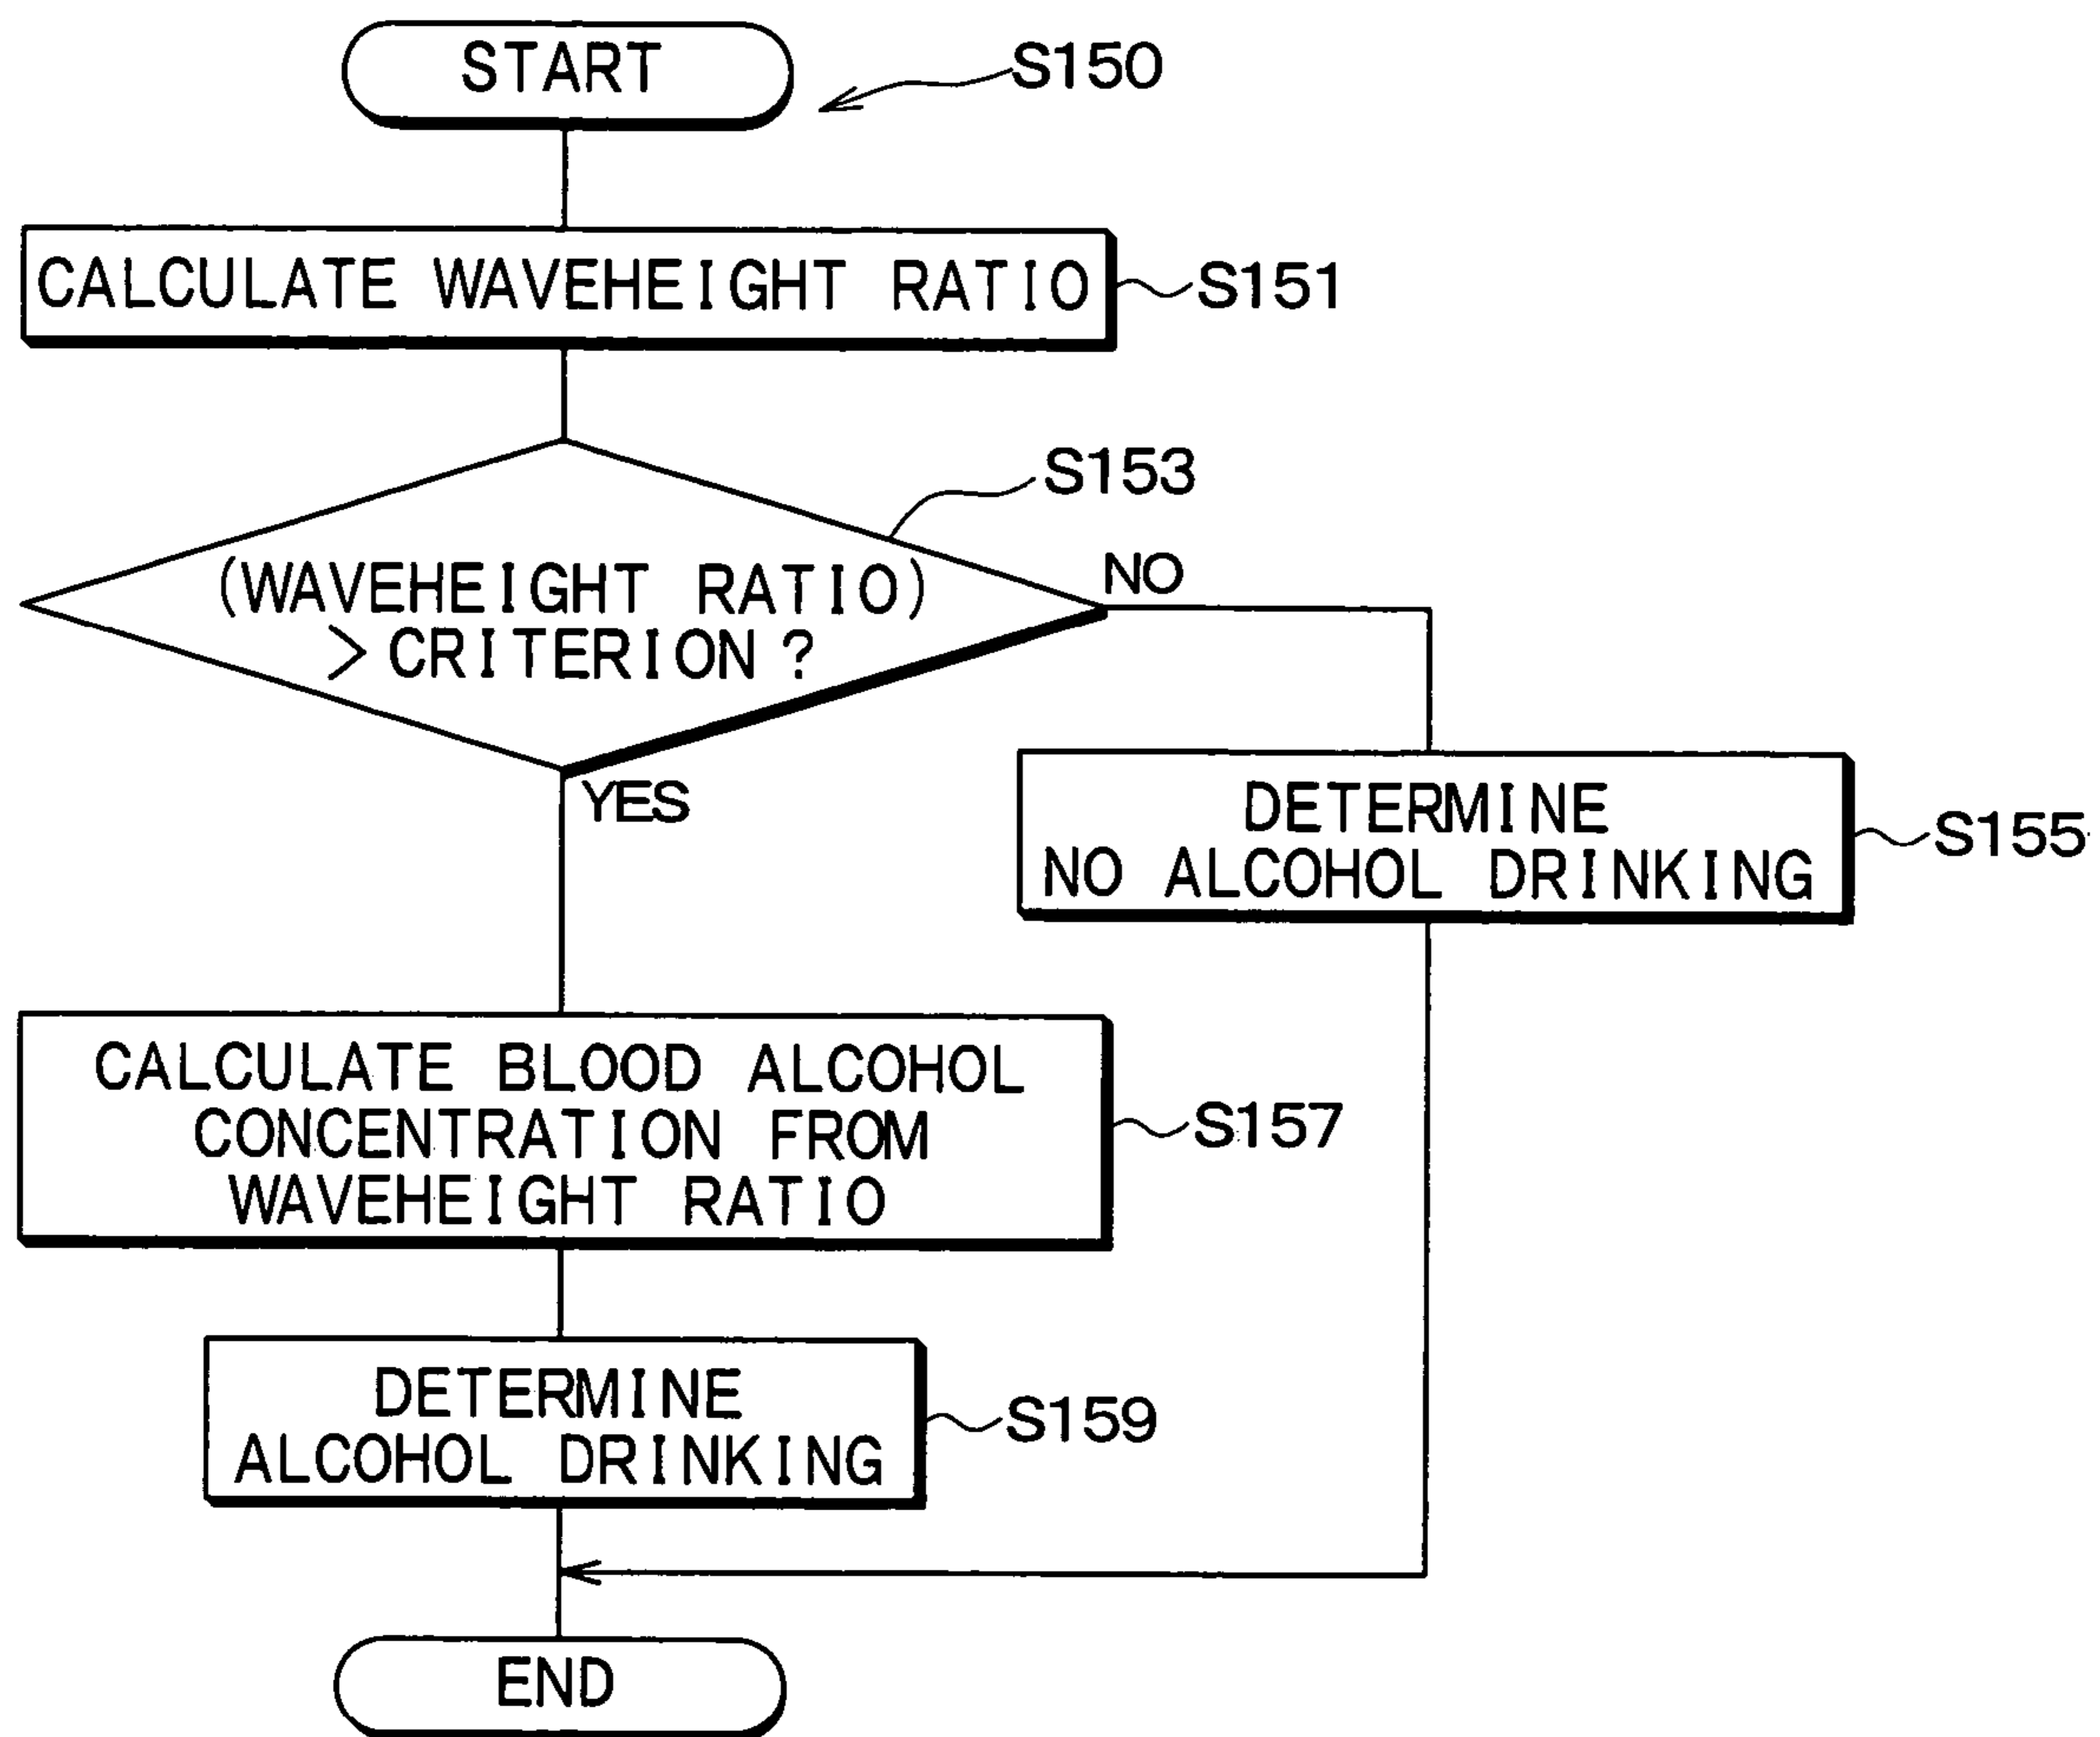 START
S150
CALCULATE WAVEHEIGHT RATIO
S151
S153
(WAVEHEIGHT RATIO)
> CRITERION ?
NO
YES
DETERMINE
NO ALCOHOL DRINKING
S155
CALCULATE BLOOD ALCOHOL
CONCENTRATION FROM
WAVEHEIGHT RATIO
S157
DETERMINE
ALCOHOL DRINKING
S159
END